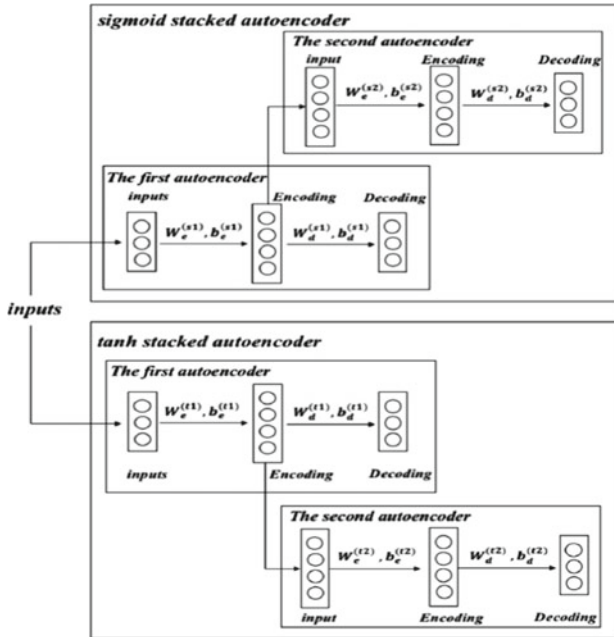 sigmoid stacked autoencoder
The second autoencoder
input Encoding Decoding
W_e^(s2), b_e^(s2) W_d^(s2), b_d^(s2)
The first autoencoder
inputs Encoding Decoding
W_e^(s1), b_e^(s1) W_d^(s1), b_d^(s1)
inputs
tanh stacked autoencoder
The first autoencoder
W_e^(t1), b_e^(t1) W_d^(t1), b_d^(t1)
inputs Encoding Decoding
The second autoencoder
W_e^(t2), b_e^(t2) W_d^(t2), b_d^(t2)
input Encoding Decoding